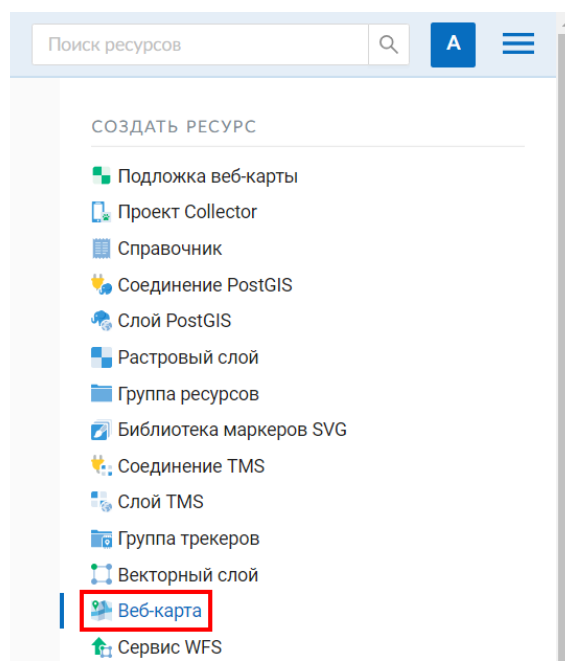 Поиск ресурсов
A
СОЗДАТЬ РЕСУРС
Подложка веб-карты
Проект Collector
Справочник
Соединение PostGIS
Слой PostGIS
Растровый слой
Группа ресурсов
Библиотека маркеров SVG
Соединение TMS
Слой TMS
Группа трекеров
Векторный слой
Веб-карта
Сервис WFS